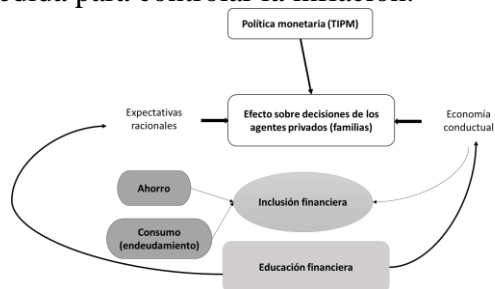 edida para controlar la inflación.
Política monetaria (TIPM)
Expectativas
racionales
Efecto sobre decisiones de los
agentes privados (familias)
Economía
conductual
Ahorro
Inclusión financiera
Consumo
(endeudamiento)
Educación financiera